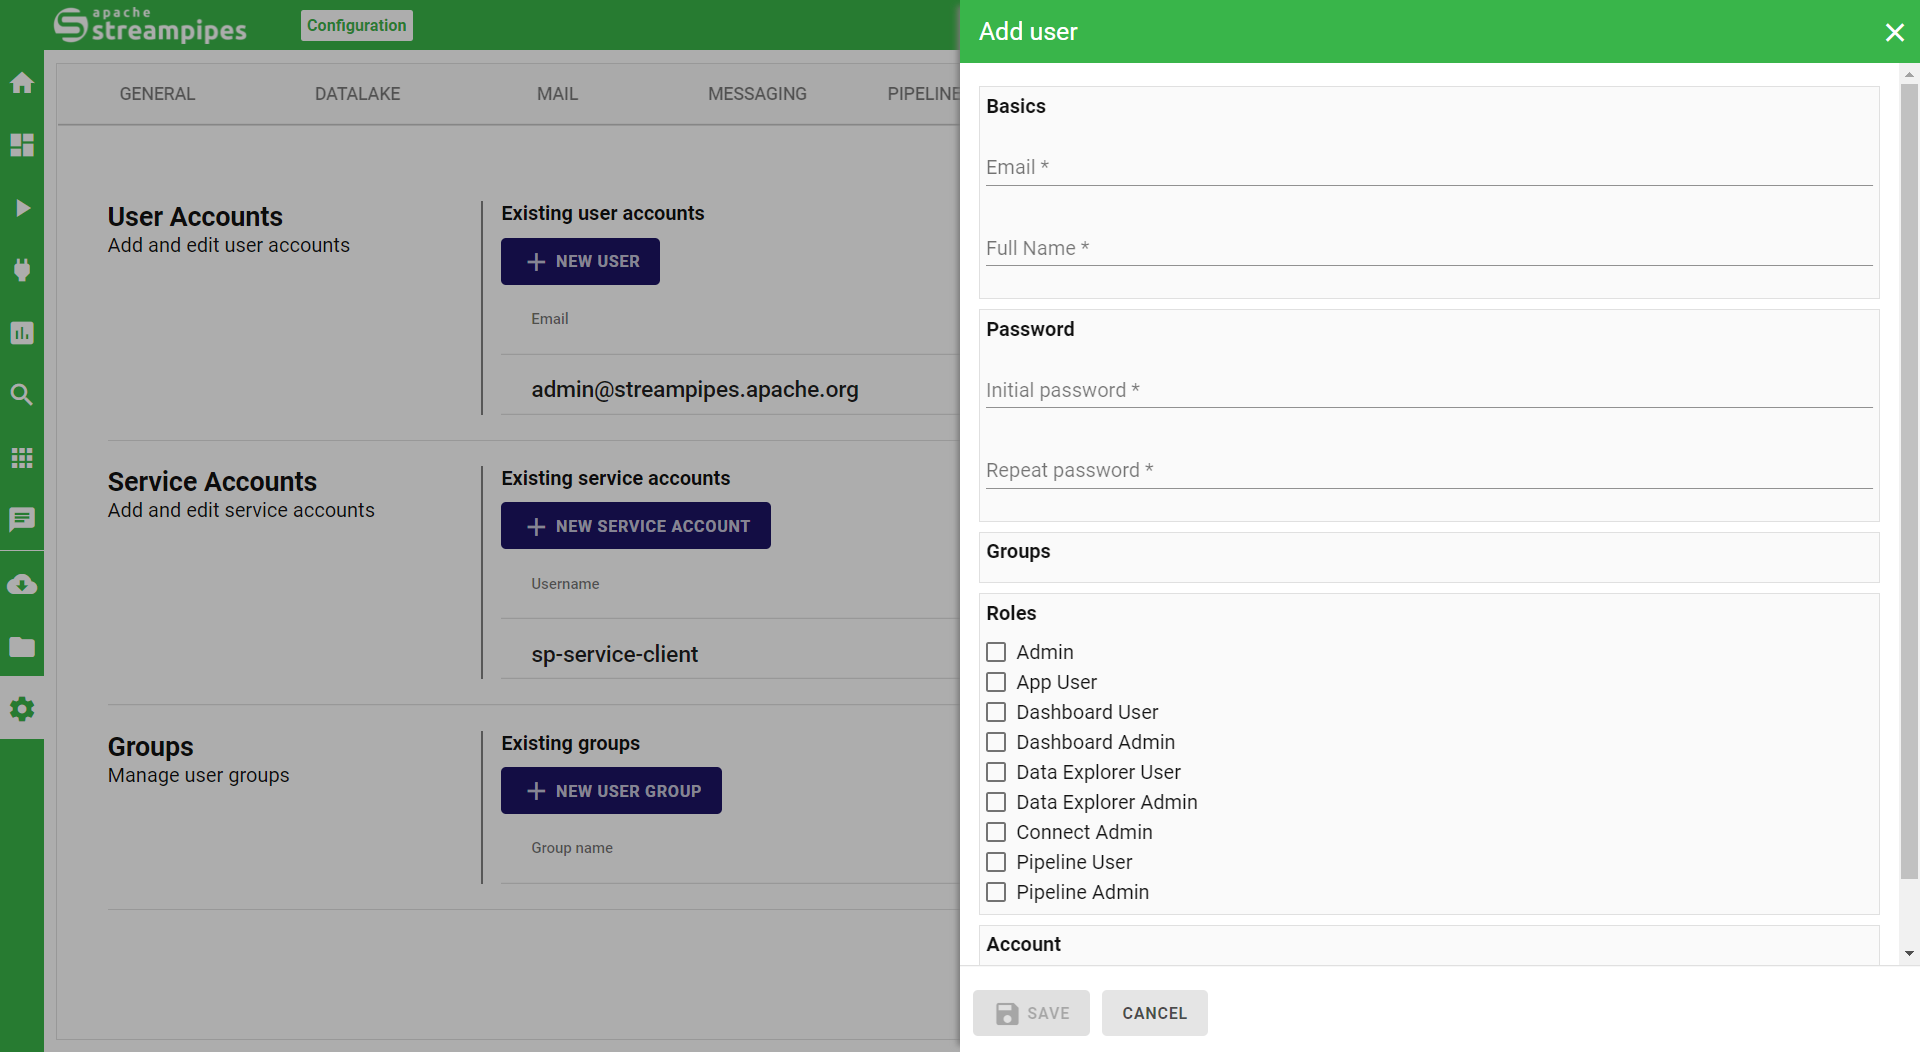 apache
streampipes
Configuration
GENERAL DATALAKE MAIL MESSAGING PIPELINE
User Accounts
Add and edit user accounts
Existing user accounts
NEW USER
Email
admin@streampipes.apache.org
Service Accounts
Add and edit service accounts
Existing service accounts
NEW SERVICE ACCOUNT
Username
sp-service-client
Groups
Manage user groups
Existing groups
NEW USER GROUP
Group name
Add user
Basics
Email *
Full Name *
Password
Initial password *
Repeat password *
Groups
Roles
Admin
App User
Dashboard User
Dashboard Admin
Data Explorer User
Data Explorer Admin
Connect Admin
Pipeline User
Pipeline Admin
Account
SAVE
CANCEL